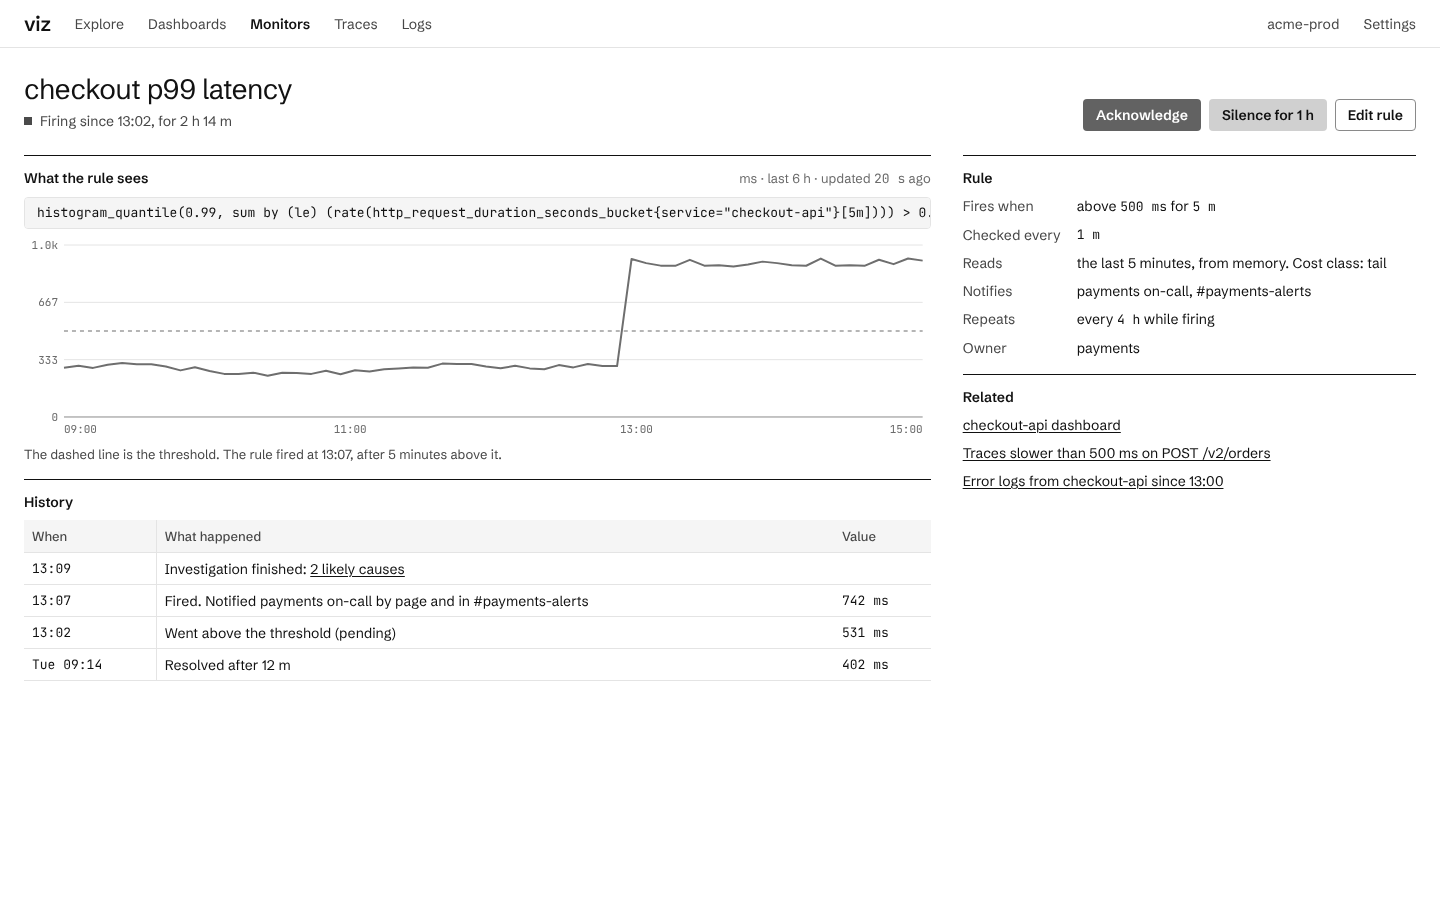 viz Explore Dashboards Monitors Traces Logs acme-prod Settings
checkout p99 latency
Firing since 13:02, for 2 h 14 m
Acknowledge Silence for 1 h Edit rule
What the rule sees ms · last 6 h · updated 20 s ago
histogram_quantile(0.99, sum by (le) (rate(http_request_duration_seconds_bucket{service="checkout-api"}[5m]))) > 0.
1.0k
667
333
0
09:00 11:00 13:00 15:00
The dashed line is the threshold. The rule fired at 13:07, after 5 minutes above it.
History
When What happened Value
13:09 Investigation finished: 2 likely causes
13:07 Fired. Notified payments on-call by page and in #payments-alerts 742 ms
13:02 Went above the threshold (pending) 531 ms
Tue 09:14 Resolved after 12 m 402 ms
Rule
Fires when above 500 ms for 5 m
Checked every 1 m
Reads the last 5 minutes, from memory. Cost class: tail
Notifies payments on-call, #payments-alerts
Repeats every 4 h while firing
Owner payments
Related
checkout-api dashboard
Traces slower than 500 ms on POST /v2/orders
Error logs from checkout-api since 13:00